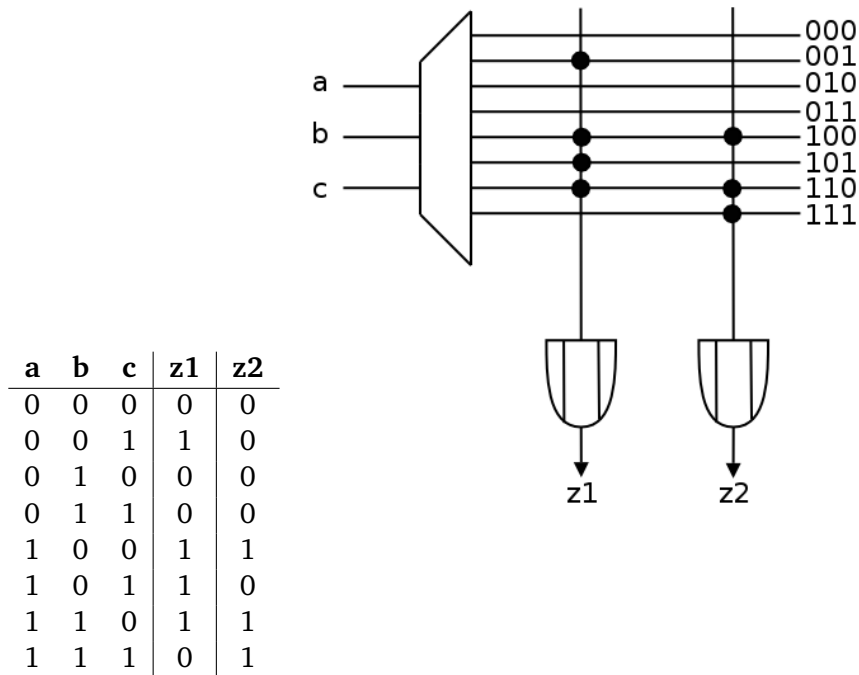 000
001
a 010
011
b 100
101
c 110
111
z1 z2
a b c z1 z2
0 0 0 0 0
0 0 1 1 0
0 1 0 0 0
0 1 1 0 0
1 0 0 1 1
1 0 1 1 0
1 1 0 1 1
1 1 1 0 1